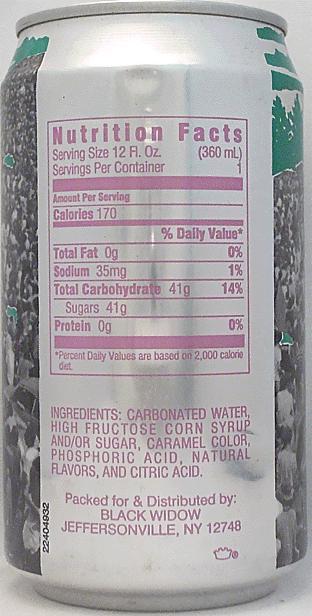 Nutrition Facts
Serving Size 12 Fl. Oz. (360 mL)
Servings Per Container 1
Amount Per Serving
Calories 170
% Daily Value*
Total Fat 0g 0%
Sodium 35mg 1%
Total Carbohydrate 41g 14%
Sugars 41g
Protein 0g 0%
*Percent Daily Values are based on 2,000 calorie
diet.
INGREDIENTS: CARBONATED WATER,
HIGH FRUCTOSE CORN SYRUP
AND/OR SUGAR, CARAMEL COLOR,
PHOSPHORIC ACID, NATURAL
FLAVORS, AND CITRIC ACID.
Packed for & Distributed by:
BLACK WIDOW
JEFFERSONVILLE, NY 12748
22404932
®